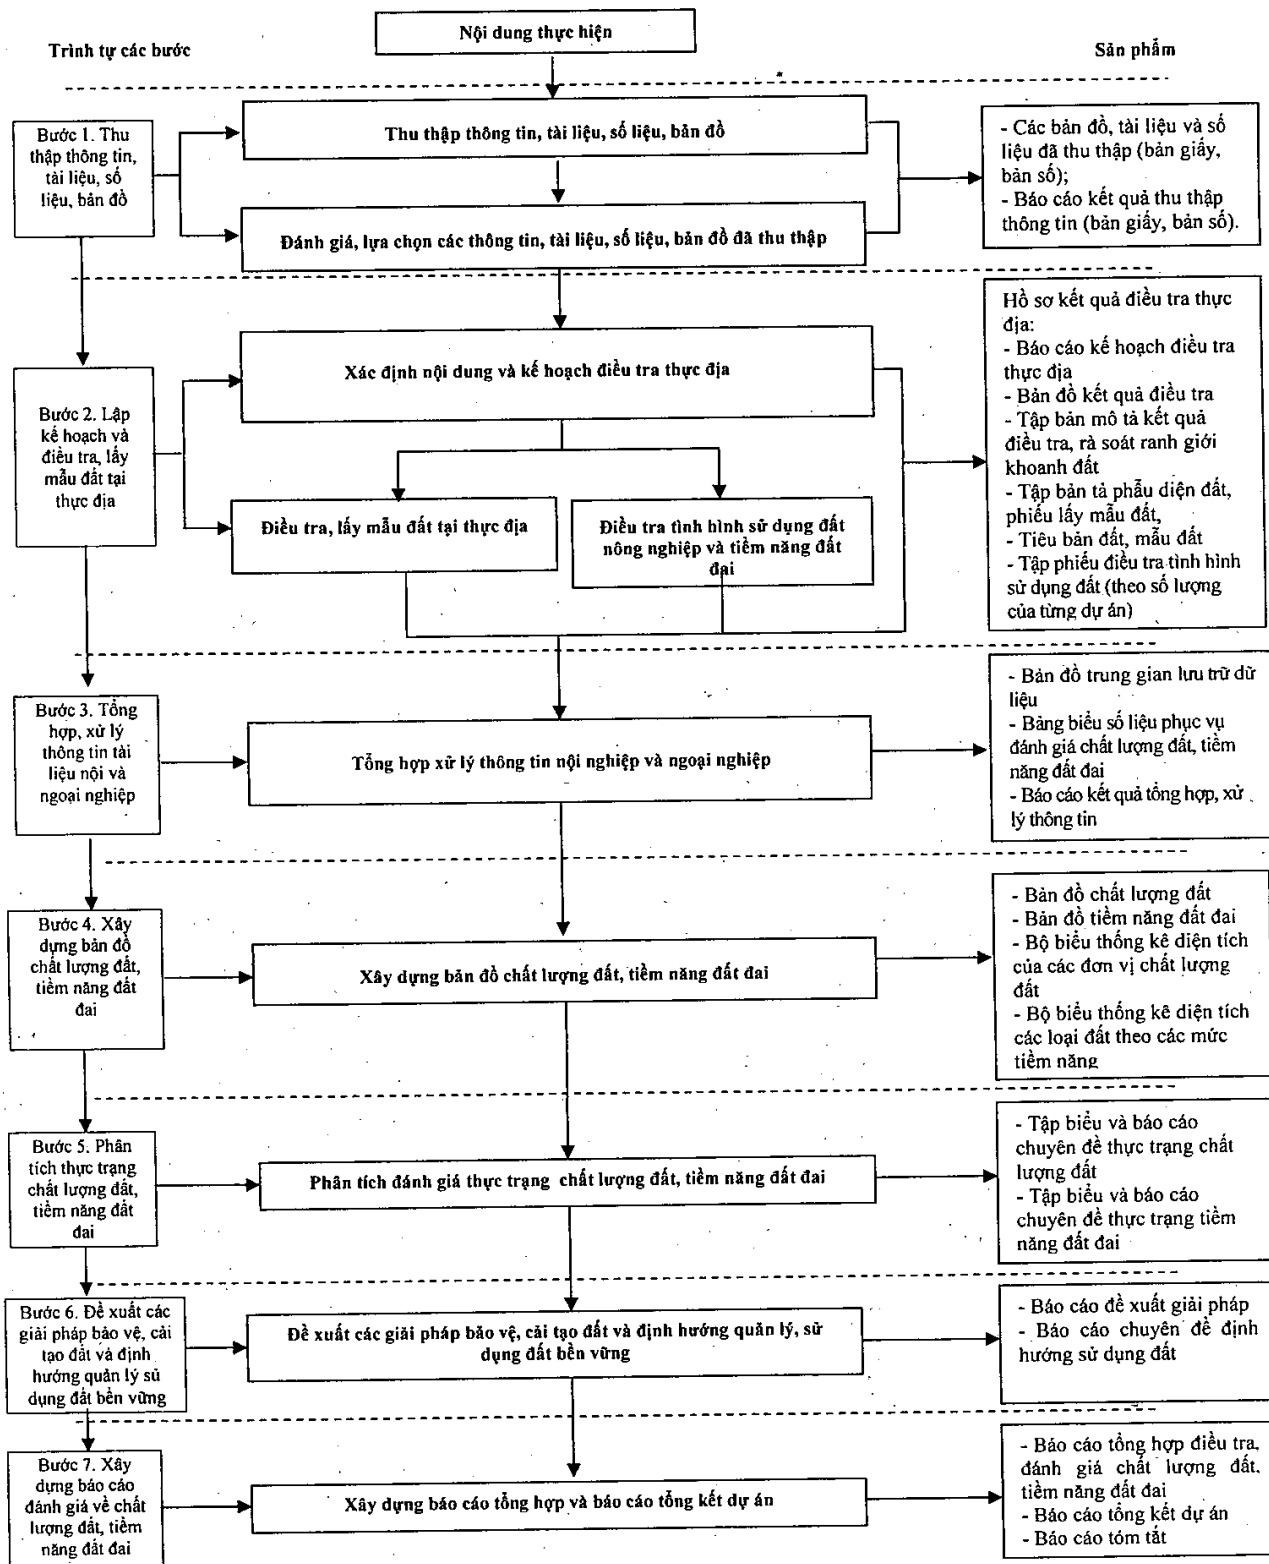 Nội dung thực hiện
Trình tự các bước
Sản phẩm
Bước 1. Thu
thập thông tin,
tài liệu, số
liệu, bản đồ
Thu thập thông tin, tài liệu, số liệu, bản đồ
Đánh giá, lựa chọn các thông tin, tài liệu, số liệu, bản đồ đã thu thập
- Các bản đồ, tài liệu và số
liệu đã thu thập (bản giấy,
bản số);
- Báo cáo kết quả thu thập
thông tin (bản giấy, bản số).
Bước 2. Lập
kế hoạch và
điều tra, lấy
mẫu đất tại
thực địa
Xác định nội dung và kế hoạch điều tra thực địa
Điều tra, lấy mẫu đất tại thực địa
Điều tra tình hình sử dụng đất
nông nghiệp và tiềm năng đất
đai
Hồ sơ kết quả điều tra thực
địa:
- Báo cáo kế hoạch điều tra
thực địa
- Bản đồ kết quả điều tra
- Tập bản mô tả kết quả
điều tra, rà soát ranh giới
khoanh đất
- Tập bản tả phẫu diện đất,
phiếu lấy mẫu đất,
- Tiêu bản đất, mẫu đất
- Tập phiếu điều tra tình hình
sử dụng đất (theo số lượng
của từng dự án)
Bước 3. Tổng
hợp, xử lý
thông tin tài
liệu nội và
ngoại nghiệp
Tổng hợp xử lý thông tin nội nghiệp và ngoại nghiệp
- Bản đồ trung gian lưu trữ dữ
liệu
- Bảng biểu số liệu phục vụ
đánh giá chất lượng đất, tiềm
năng đất đai
- Báo cáo kết quả tổng hợp, xử
lý thông tin
Bước 4. Xây
dựng bản đồ
chất lượng đất,
tiềm năng đất
đai
Xây dựng bản đồ chất lượng đất, tiềm năng đất đai
- Bản đồ chất lượng đất
- Bản đồ tiềm năng đất đai
- Bộ biểu thống kê diện tích
của các đơn vị chất lượng
đất
- Bộ biểu thống kê diện tích
các loại đất theo các mức
tiềm năng
Bước 5. Phân
tích thực trạng
chất lượng đất,
tiềm năng đất
đai
Phân tích đánh giá thực trạng chất lượng đất, tiềm năng đất đai
- Tập biểu và báo cáo
chuyên đề thực trạng chất
lượng đất
- Tập biểu và báo cáo
chuyên đề thực trạng tiềm
năng đất đai
Bước 6. Đề xuất các
giải pháp bảo vệ, cải
tạo đất và định
hướng quản lý sử
dụng đất bền vững
Đề xuất các giải pháp bảo vệ, cải tạo đất và định hướng quản lý, sử
dụng đất bền vững
- Báo cáo đề xuất giải pháp
- Báo cáo chuyên đề định
hướng sử dụng đất
Bước 7. Xây
dựng báo cáo
đánh giá về chất
lượng đất, tiềm
năng đất đai
Xây dựng báo cáo tổng hợp và báo cáo tổng kết dự án
- Báo cáo tổng hợp điều tra,
đánh giá chất lượng đất,
tiềm năng đất đai
- Báo cáo tổng kết dự án
- Báo cáo tóm tắt